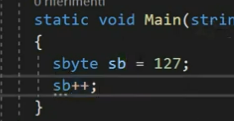 0 riferimenti
static void Main(strin
{
sbyte sb = 127;
sb++;
}